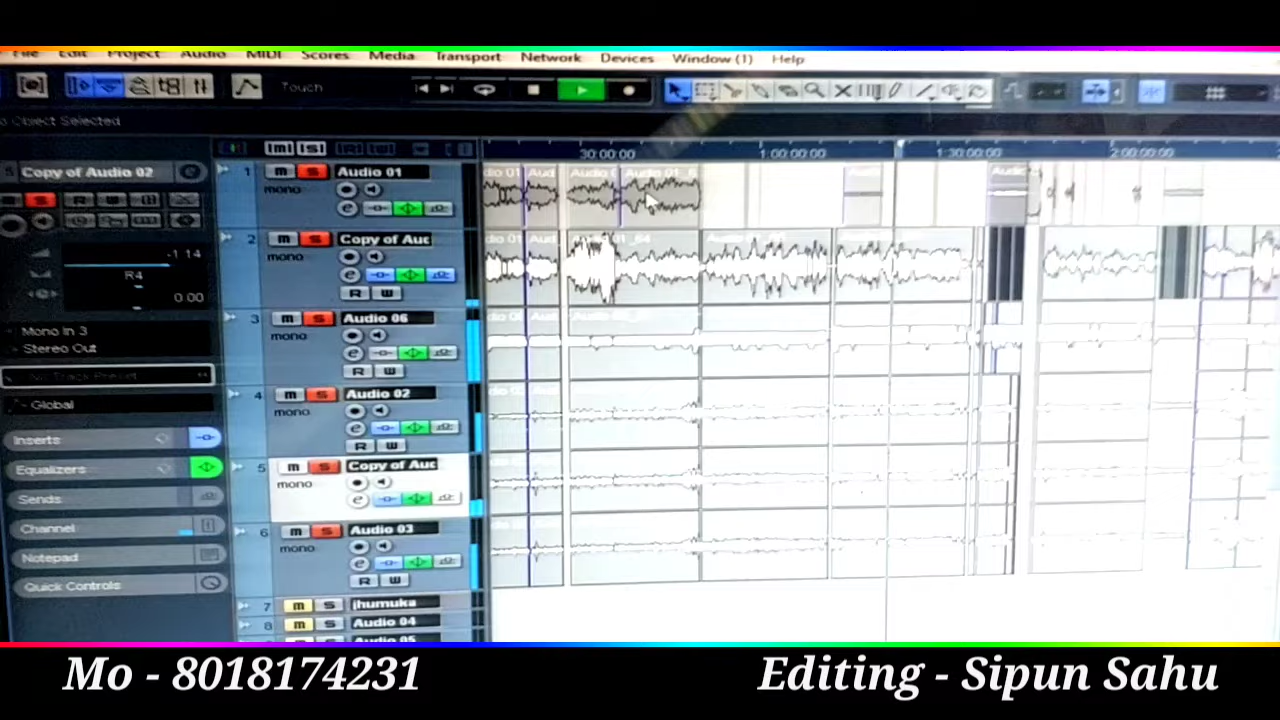 File Edit Project Audio MIDI Scores Media Transport Network Devices Window (1) Help
Touch
Object Selected
30:00:00 1:00:00:00 1:30:00:00 2:00:00:00
Copy of Audio 02
1 m S Audio 01
mono
2 m S Copy of Auc
mono
R W
-1 14
R4
0.00
3 m S Audio 06
mono
R W
Mono In 3
Stereo Out
No Track Preset
Global
4 m S Audio 02
mono
R W
Inserts
Equalizers
Sends
Channel
Notepad
Quick Controls
5 m S Copy of Auc
mono
6 m S Audio 03
mono
R W
7 m S jhumuka
8 m S Audio 04
Audio 05
Mo - 8018174231
Editing - Sipun Sahu